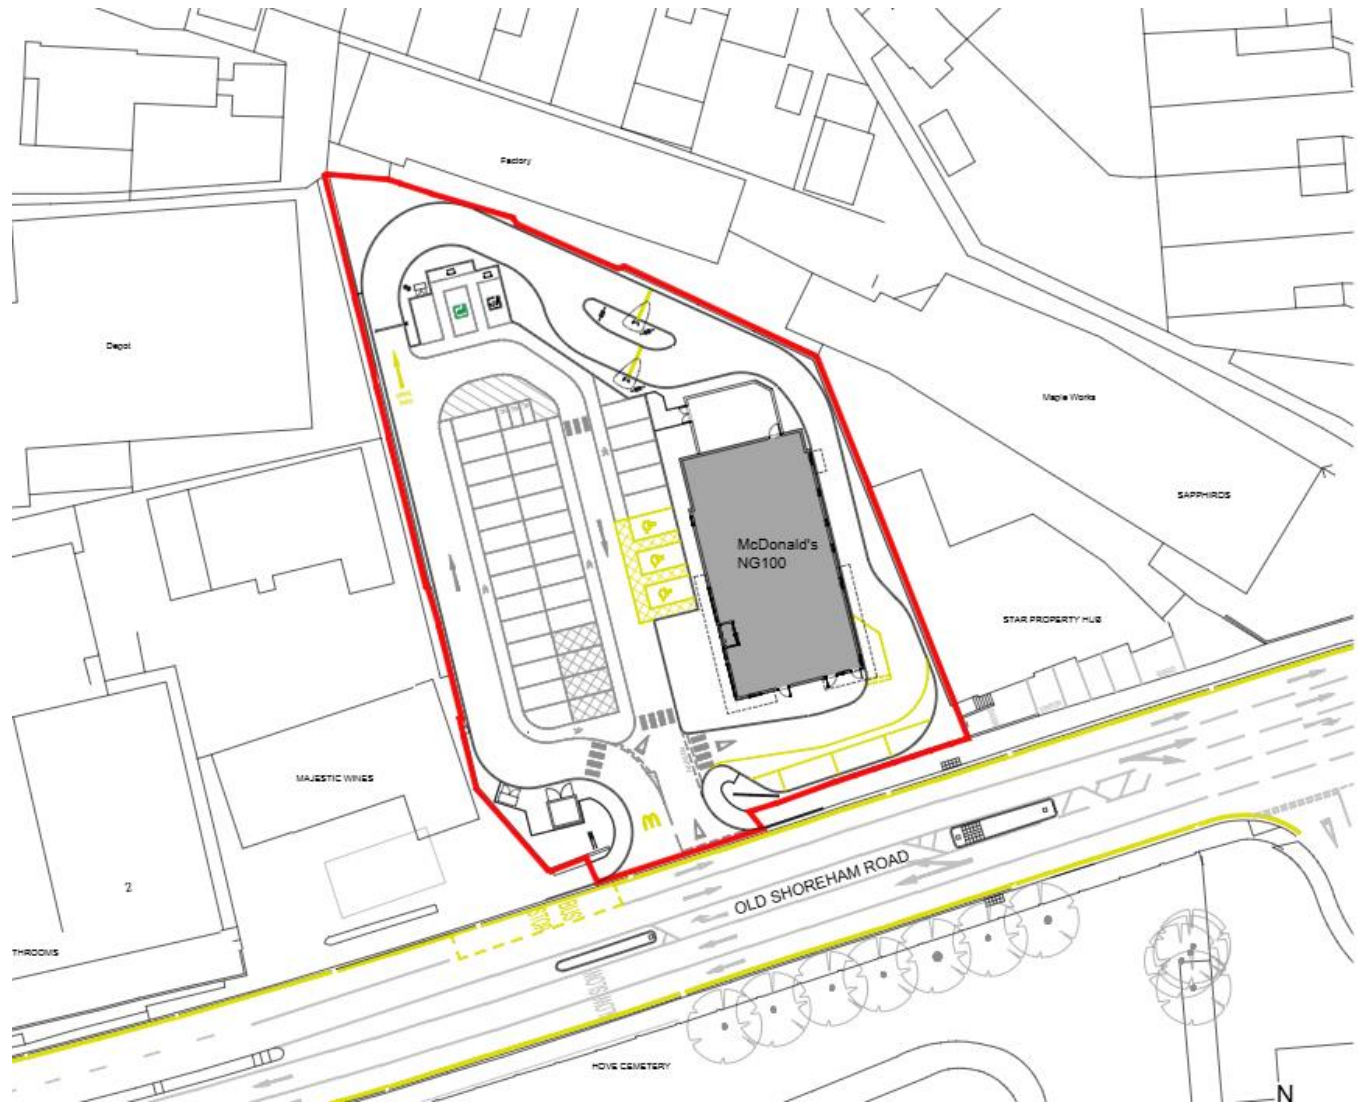 Factory
Depot
Maple Works
SAPPHIROS
McDonald's
NG100
STAR PROPERTY HUB
MAJESTIC WINES
2
OLD SHOREHAM ROAD
BUS
STOP
THROOMS
HOVE CEMETERY
N